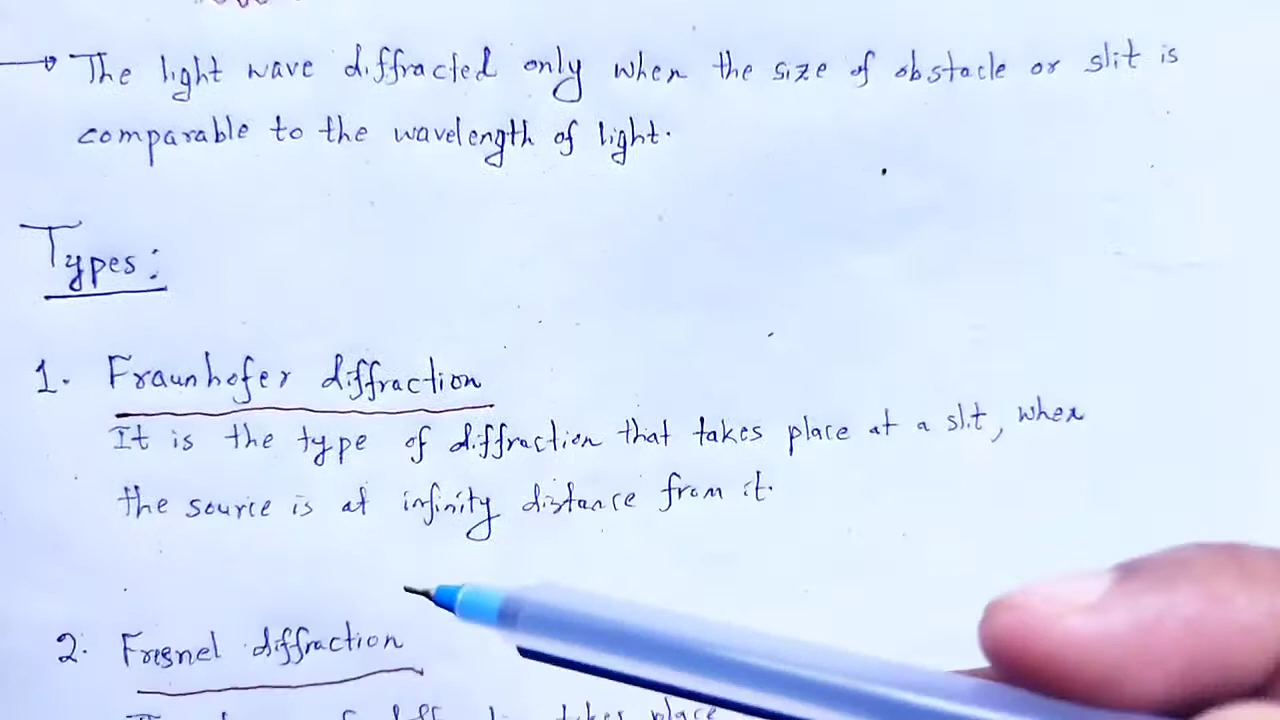 The light wave diffracted only when the size of obstacle or slit is
comparable to the wavelength of light.
Types:
1. Fraunhofer diffraction
It is the type of diffraction that takes place at a slit, when
the source is at infinity distance from it.
2. Fresnel diffraction
takes place